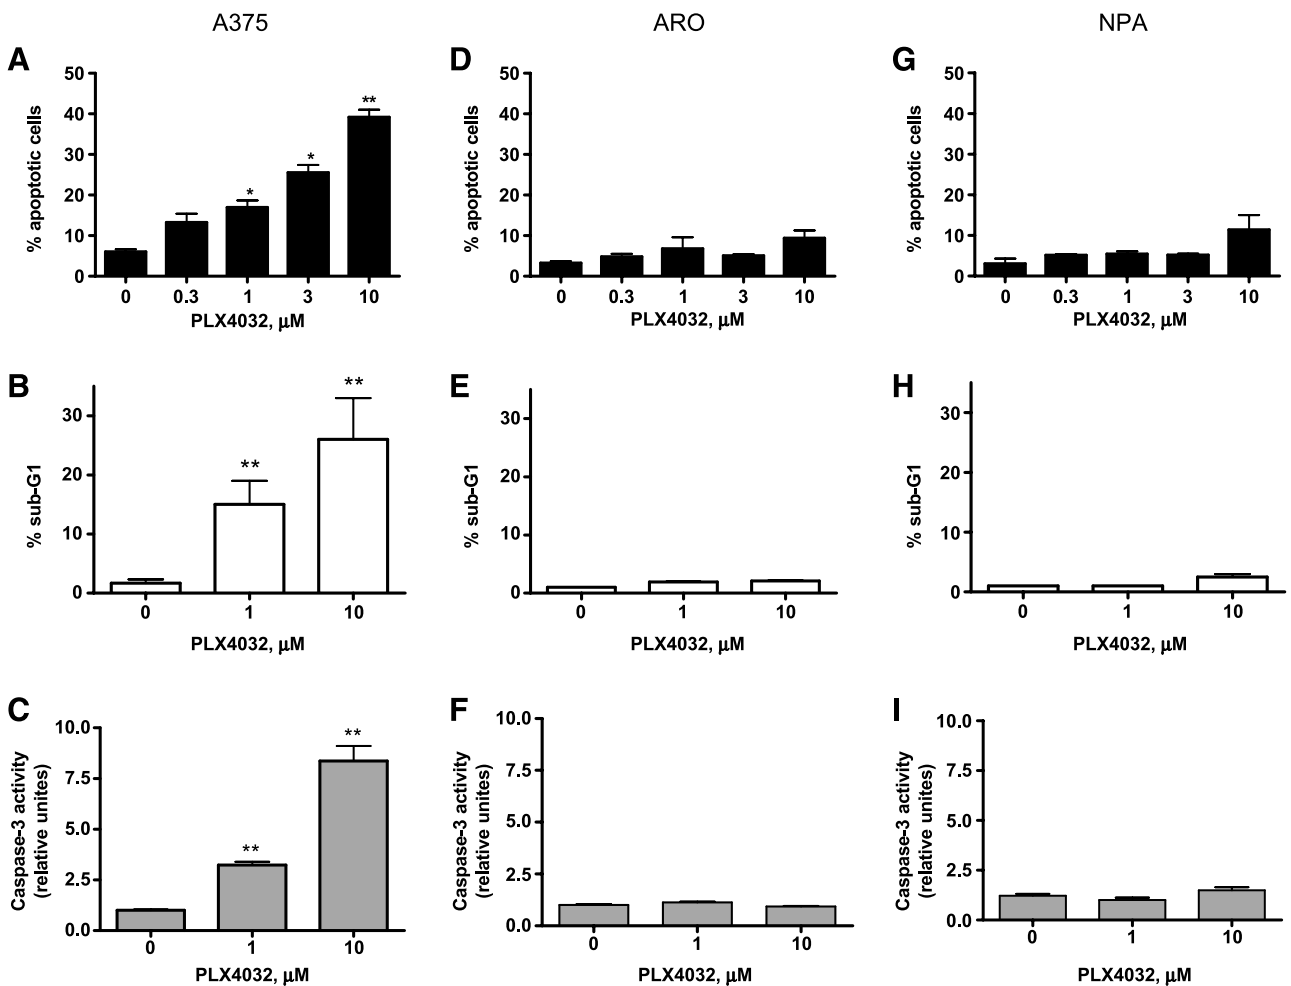 A375 ARO NPA
A D G
50 50 50
40 40 40
30 30 30
20 20 20
10 10 10
0 0 0
% apoptotic cells % apoptotic cells % apoptotic cells
* * **
0 0.3 1 3 10 0 0.3 1 3 10 0 0.3 1 3 10
PLX4032, µM PLX4032, µM PLX4032, µM
B E H
30 30 30
20 20 20
10 10 10
0 0 0
% sub-G1 % sub-G1 % sub-G1
** **
0 1 10 0 1 10 0 1 10
PLX4032, µM PLX4032, µM PLX4032, µM
C F I
10.0 10.0 10.0
7.5 7.5 7.5
5.0 5.0 5.0
2.5 2.5 2.5
0.0 0.0 0.0
Caspase-3 activity Caspase-3 activity Caspase-3 activity
(relative unites) (relative unites) (relative unites)
** **
0 1 10 0 1 10 0 1 10
PLX4032, µM PLX4032, µM PLX4032, µM